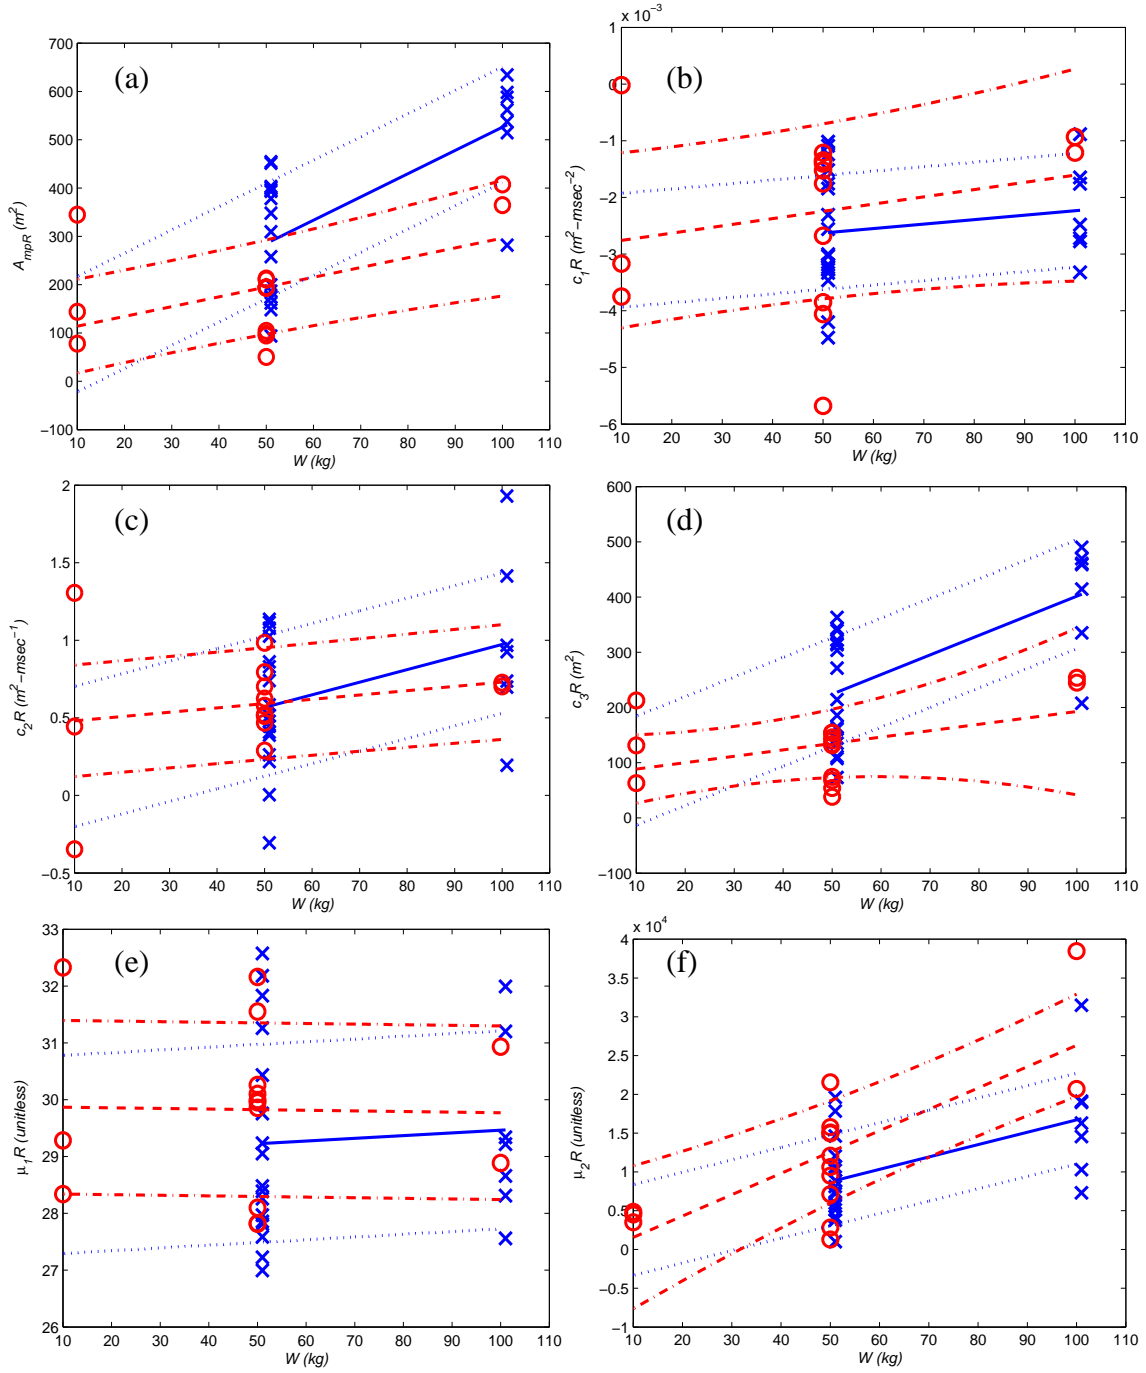 (a)
700
600
500
400
300
200
100
0
−100
10 20 30 40 50 60 70 80 90 100 110
W (kg)
A_mpR (m²)
(b)
x 10⁻³
1
0
−1
−2
−3
−4
−5
−6
10 20 30 40 50 60 70 80 90 100 110
W (kg)
c₁R (m²−msec⁻²)
(c)
2
1.5
1
0.5
0
−0.5
10 20 30 40 50 60 70 80 90 100 110
W (kg)
c₂R (m²−msec⁻¹)
(d)
600
500
400
300
200
100
0
−100
10 20 30 40 50 60 70 80 90 100 110
W (kg)
c₃R (m²)
(e)
33
32
31
30
29
28
27
26
10 20 30 40 50 60 70 80 90 100 110
W (kg)
μ₁R (unitless)
(f)
x 10⁴
4
3.5
3
2.5
2
1.5
1
0.5
0
−0.5
−1
10 20 30 40 50 60 70 80 90 100 110
W (kg)
μ₂R (unitless)